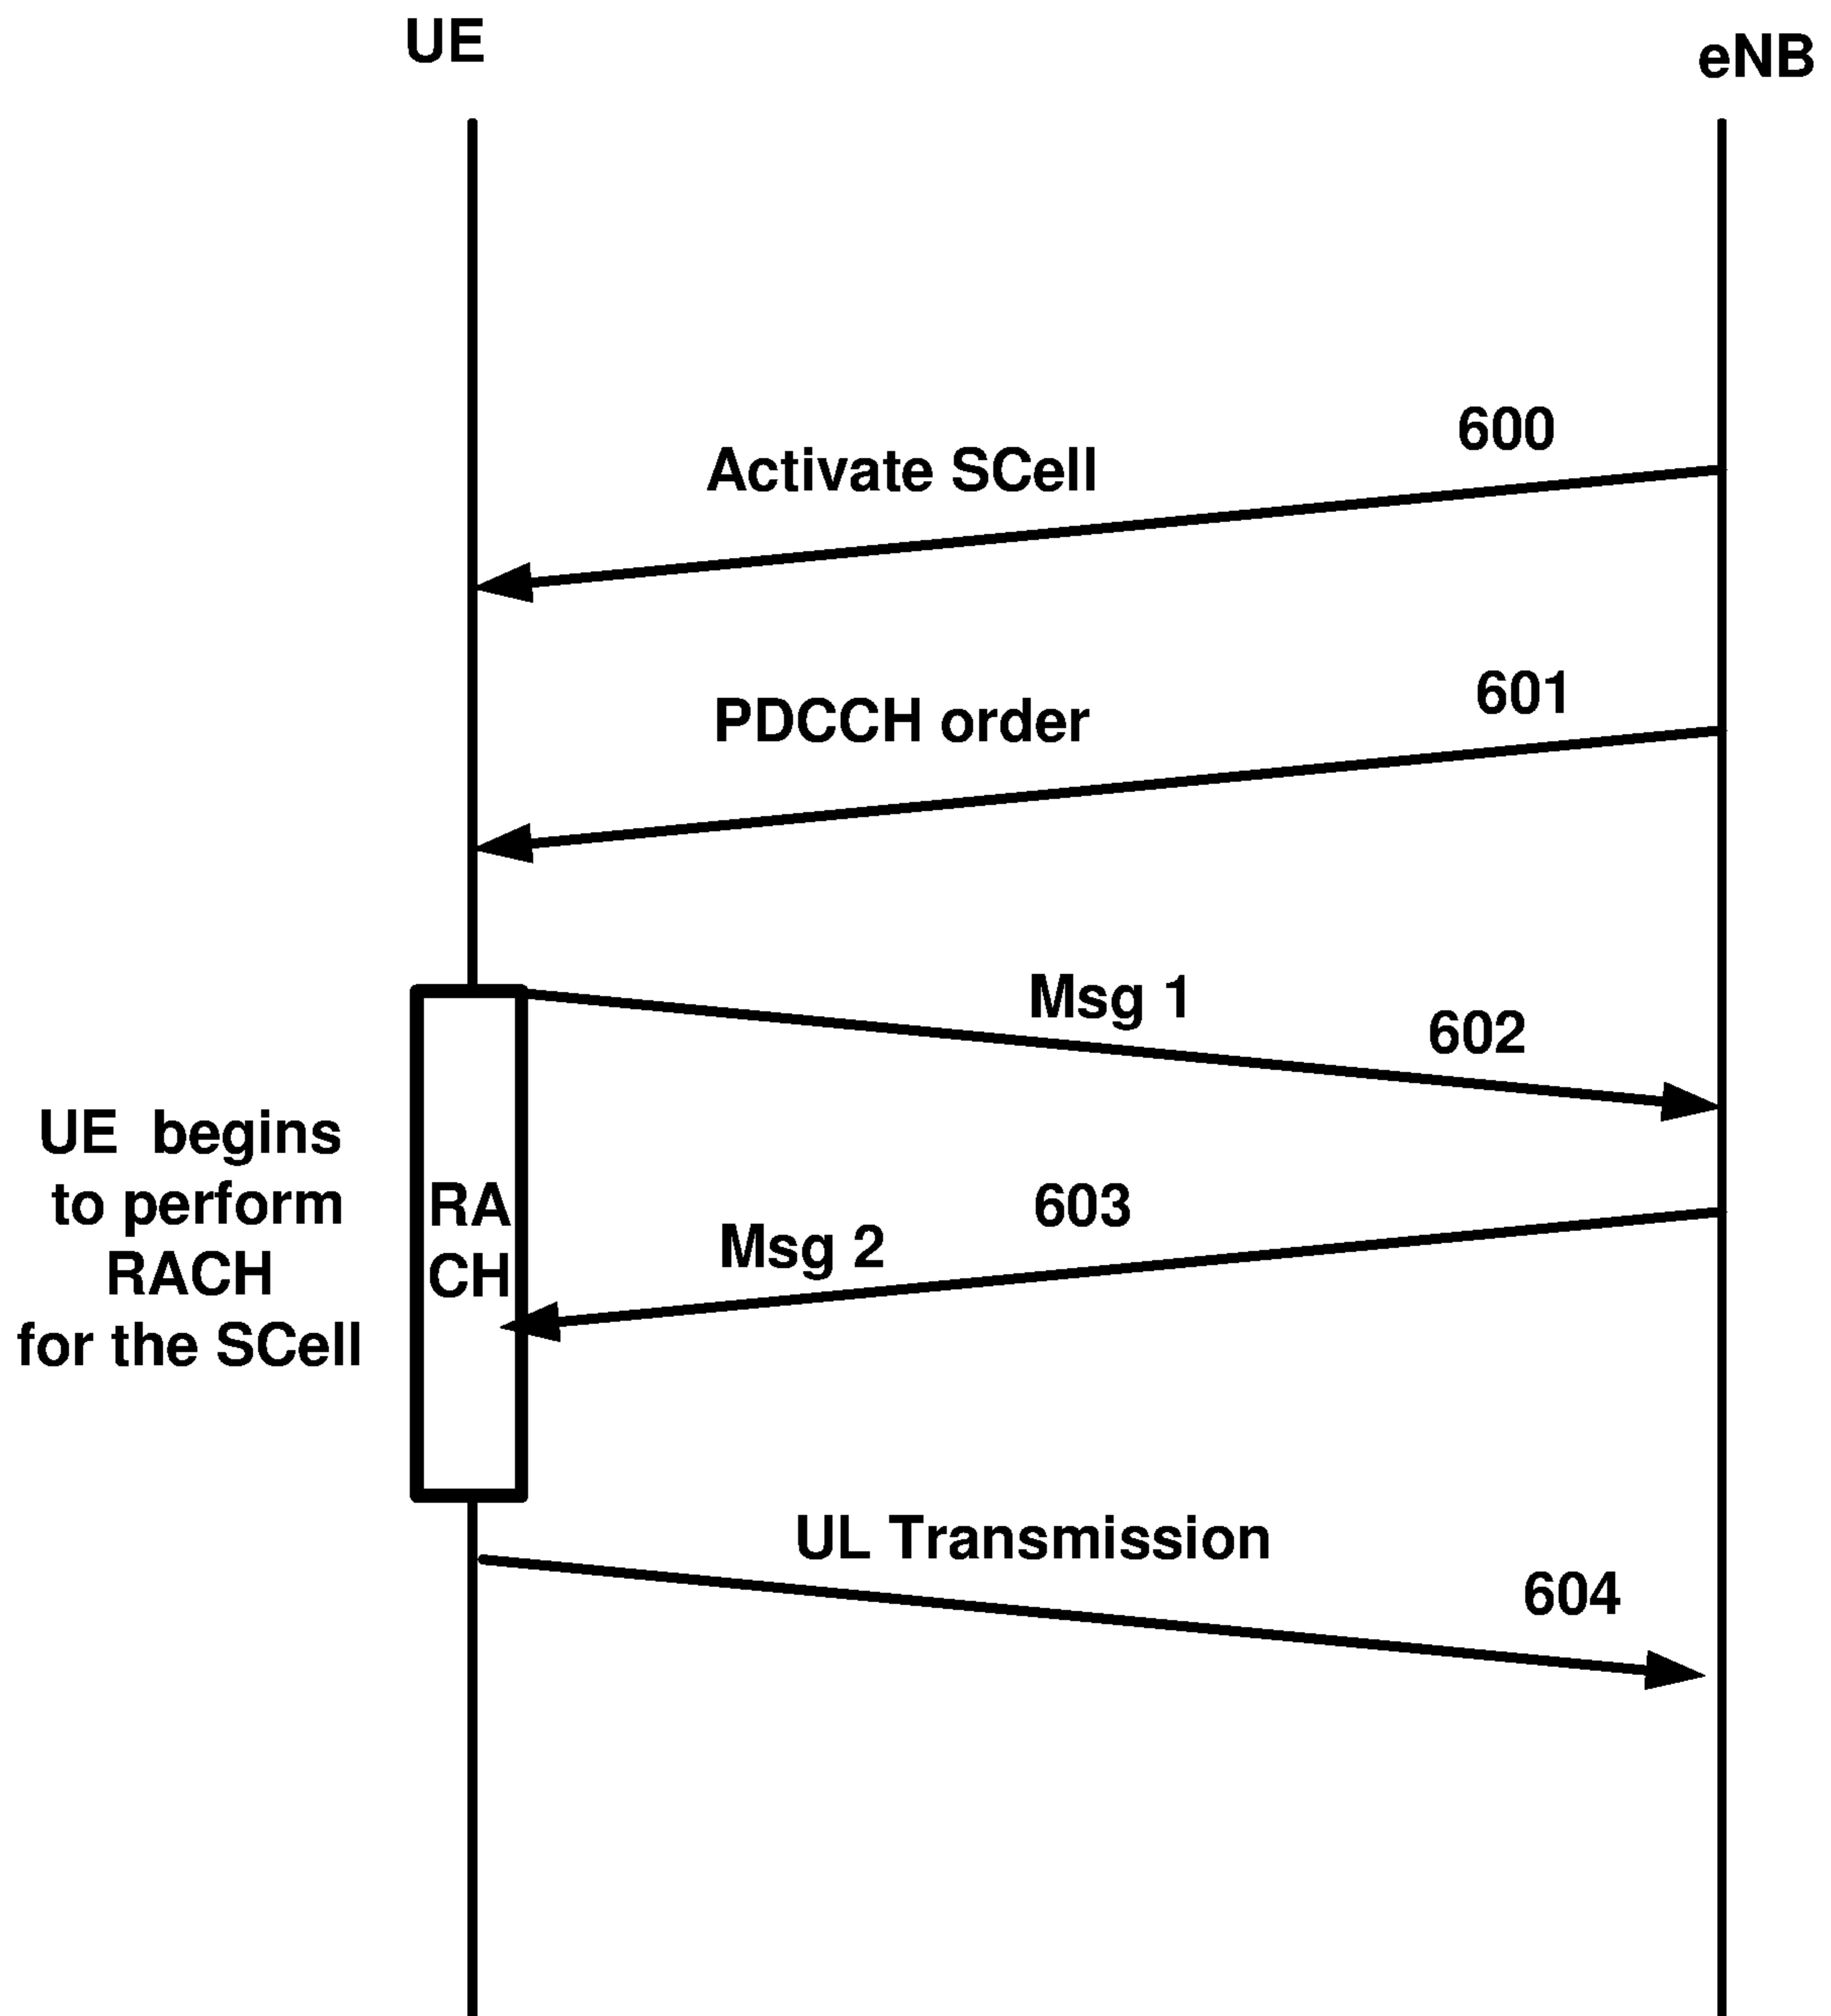 UE
eNB
600
Activate SCell
601
PDCCH order
Msg 1
602
UE begins
to perform
RACH
for the SCell
RA
CH
603
Msg 2
UL Transmission
604